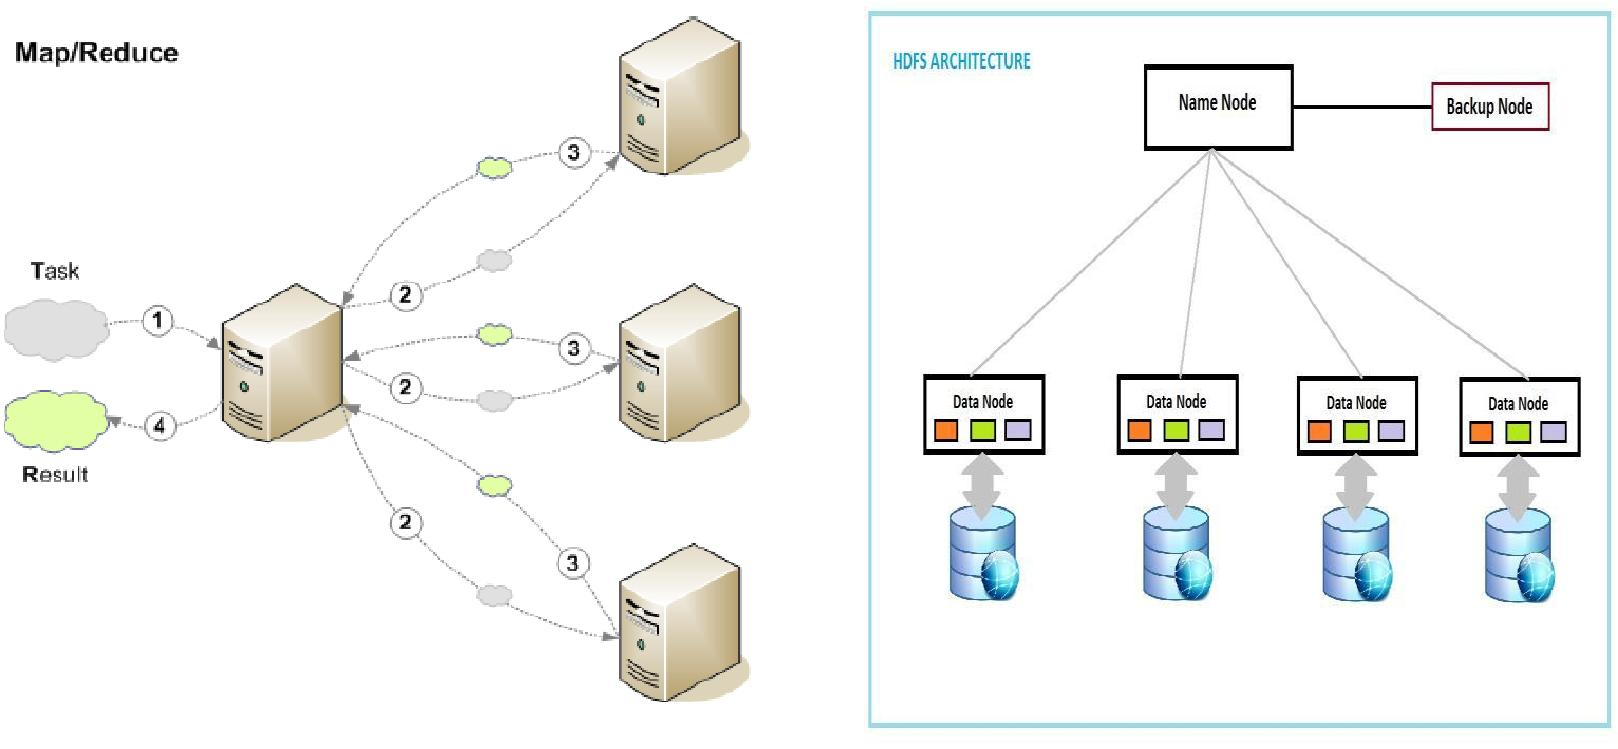 Map/Reduce
3
2
Task
1
3
2
4
Result
3
2
HDFS ARCHITECTURE
Name Node
Backup Node
Data Node
Data Node
Data Node
Data Node